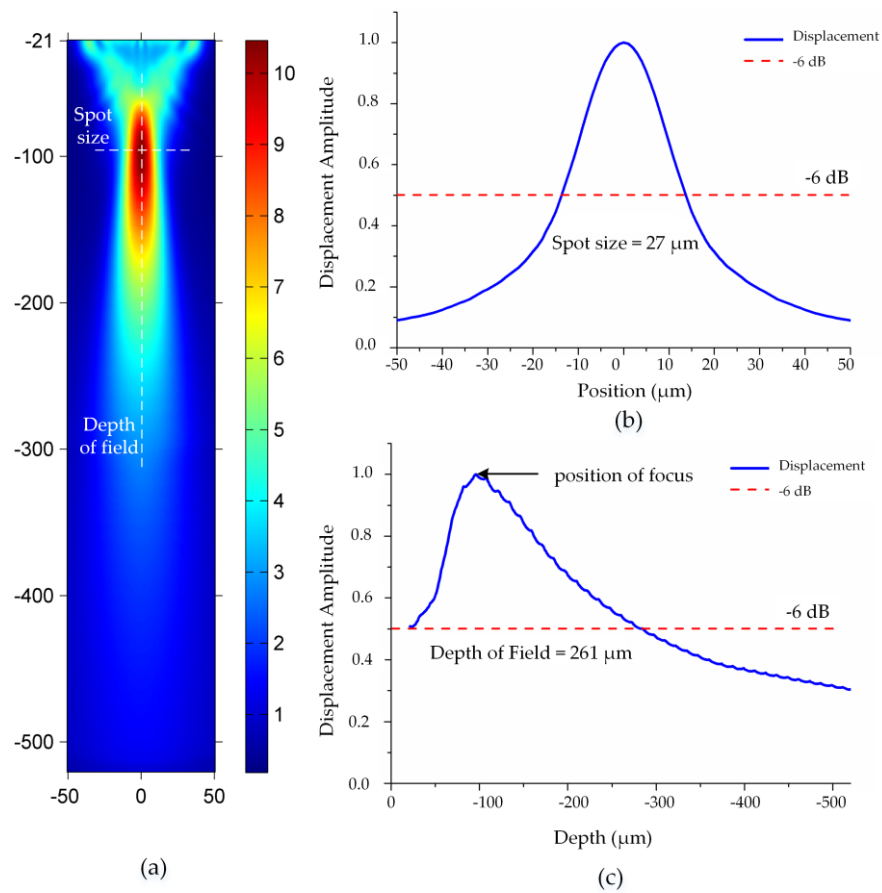 -21
-100
-200
-300
-400
-500
-50
0
50
Spot
size
Depth
of field
10
9
8
7
6
5
4
3
2
1
(a)
Displacement Amplitude
1.0
0.8
0.6
0.4
0.2
0.0
-50
-40
-30
-20
-10
0
10
20
30
40
50
Displacement
-6 dB
-6 dB
Spot size = 27 μm
Position (μm)
(b)
Displacement Amplitude
1.0
0.8
0.6
0.4
0.2
0.0
0
-100
-200
-300
-400
-500
position of focus
Displacement
-6 dB
-6 dB
Depth of Field = 261 μm
Depth (μm)
(c)